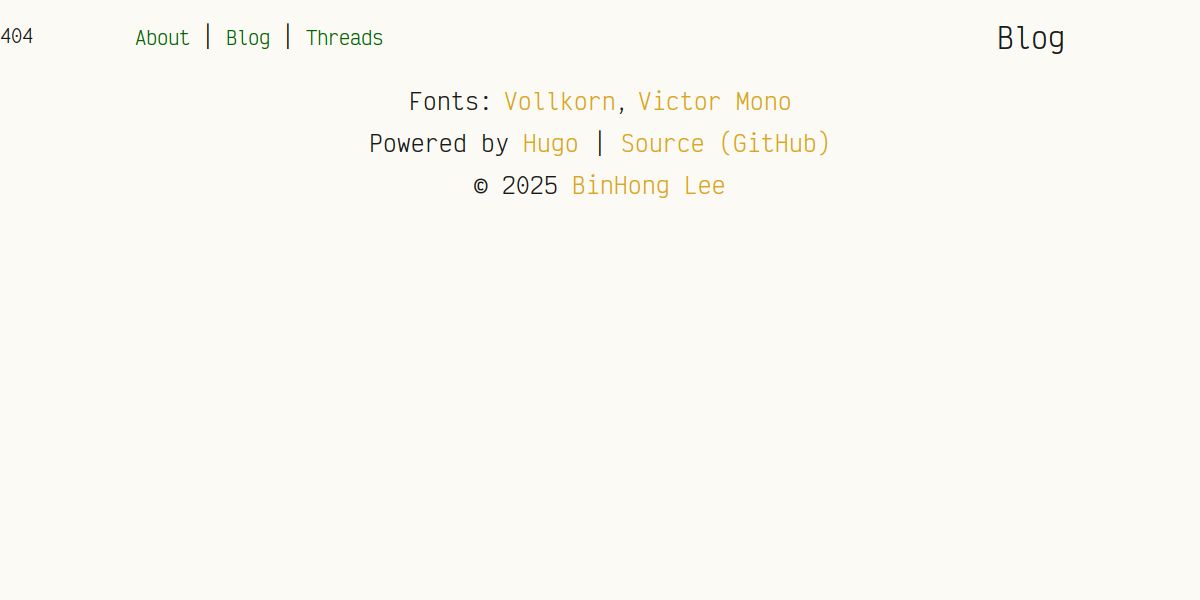 404 About | Blog | Threads Blog
Fonts: Vollkorn, Victor Mono
Powered by Hugo | Source (GitHub)
© 2025 BinHong Lee